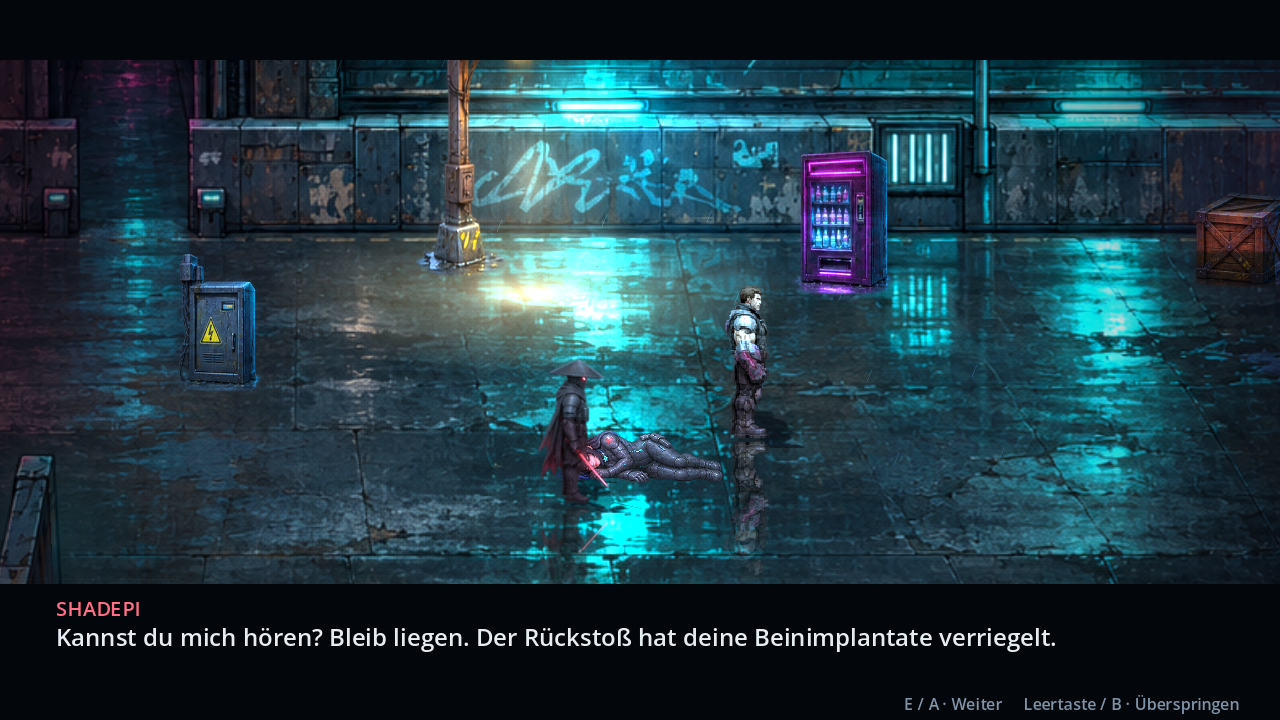 SHADEPI
Kannst du mich hören? Bleib liegen. Der Rückstoß hat deine Beinimplantate verriegelt.
E / A · Weiter Leertaste / B · Überspringen